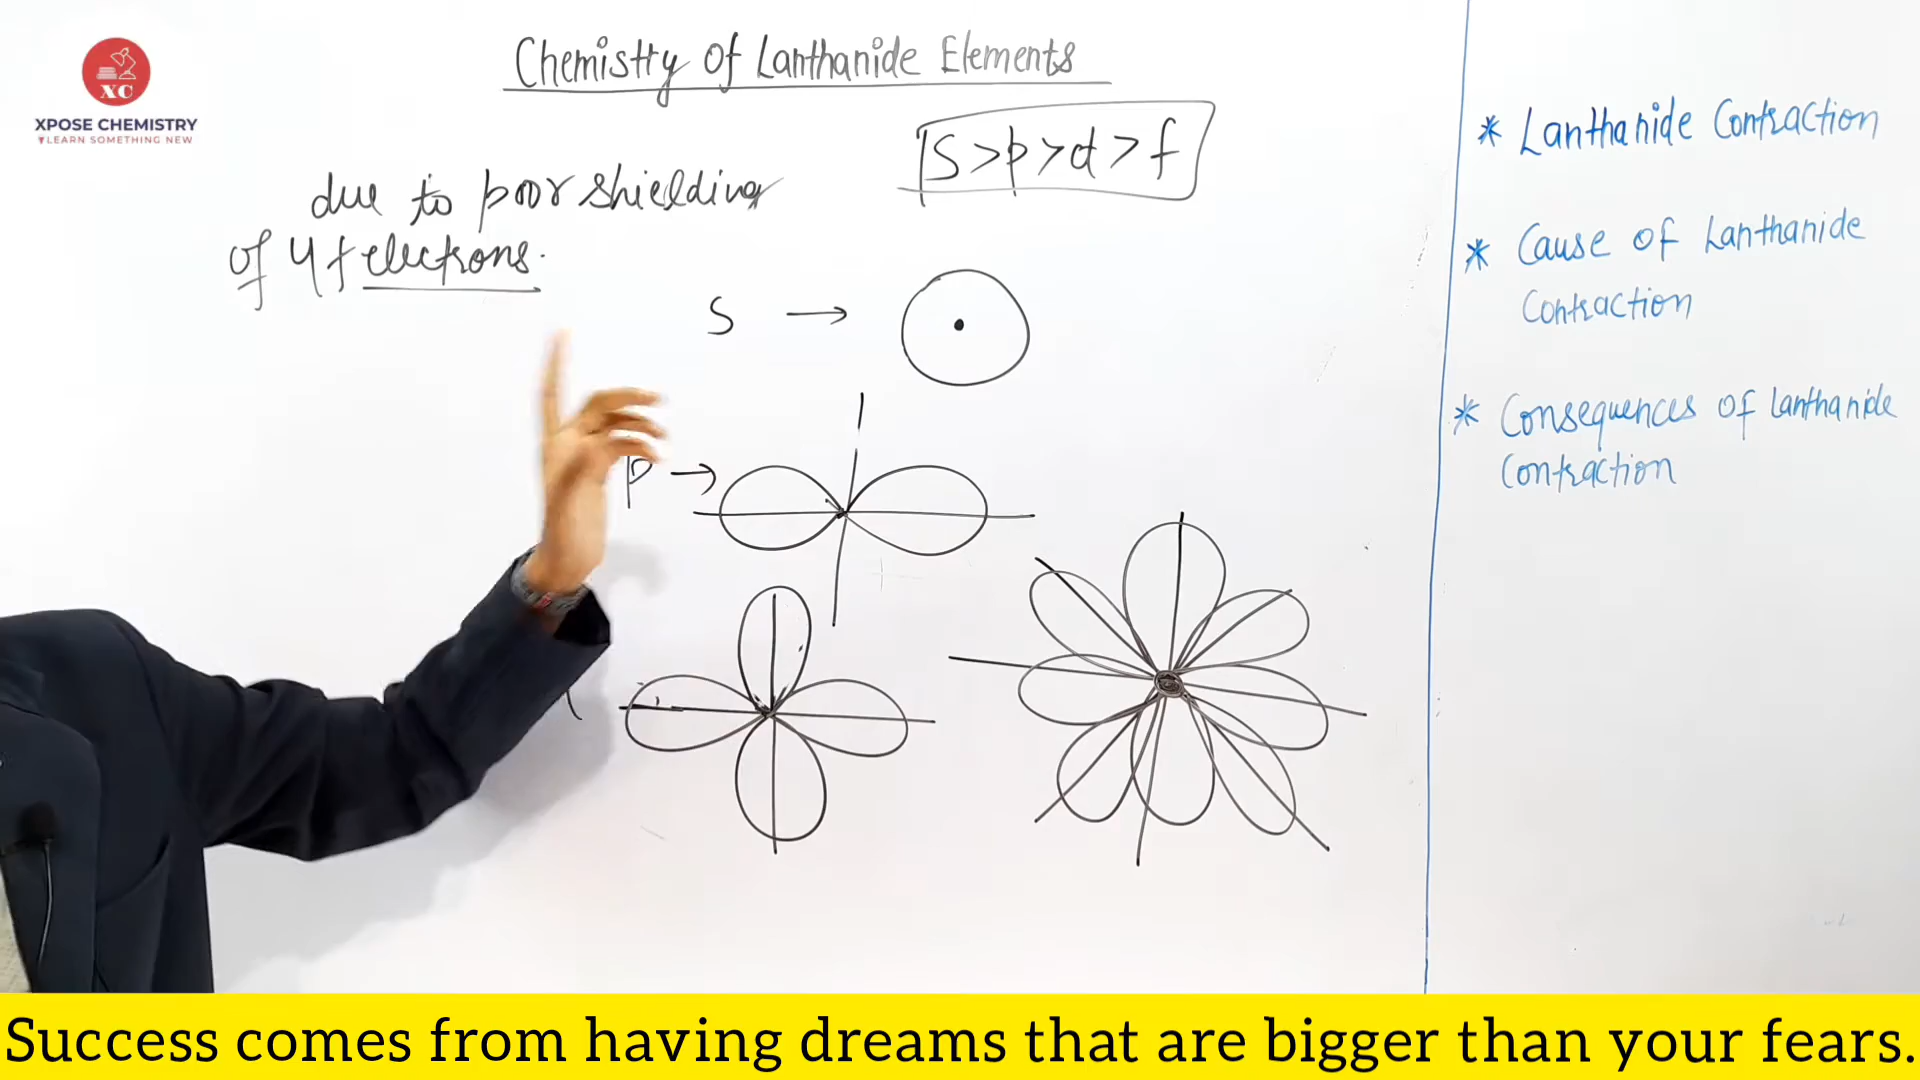 Chemistry Of Lanthanide Elements
XC
XPOSE CHEMISTRY
LEARN SOMETHING NEW
S > p > d > f
due to poor shielding
of 4f electrons.
S →
p →
* Lanthanide Contraction
* Cause of Lanthanide
Contraction
* Consequences of Lanthanide
Contraction
Success comes from having dreams that are bigger than your fears.